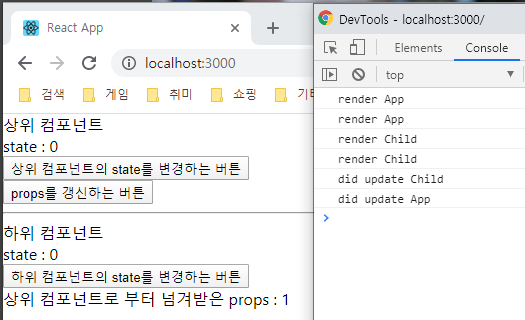 React App
localhost:3000
검색
게임
취미
쇼핑
상위 컴포넌트
state : 0
상위 컴포넌트의 state를 변경하는 버튼
props를 갱신하는 버튼
하위 컴포넌트
state : 0
하위 컴포넌트의 state를 변경하는 버튼
상위 컴포넌트로 부터 넘겨받은 props : 1
DevTools - localhost:3000/
Elements
Console
top
render App
render App
render Child
render Child
did update Child
did update App